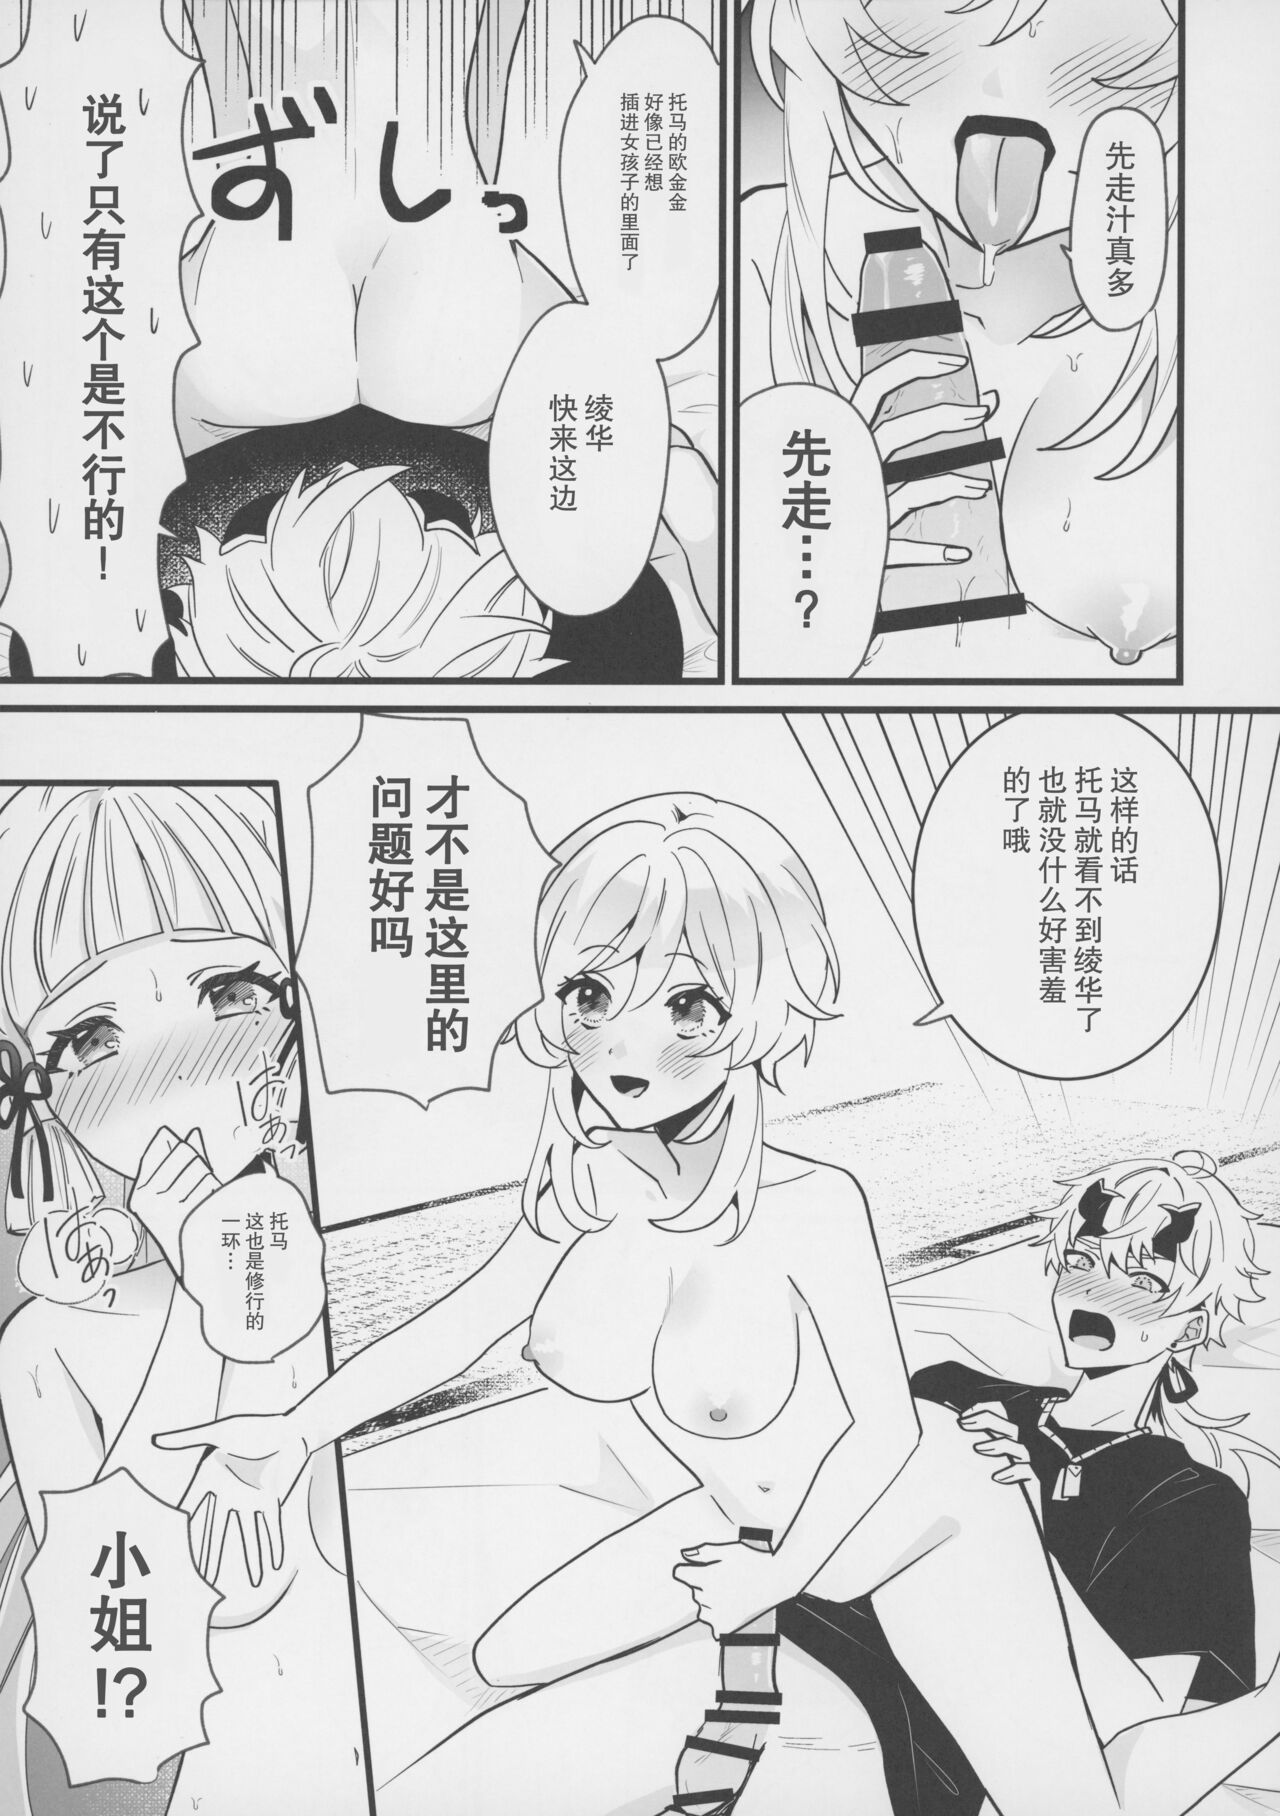 先走汁真多
先走…?
托马的欧金金
好像已经想
插进女孩子的里面了
绫华
快来这边
ずしっ
说了只有这个是不行的！
这样的话
托马就看不到绫华了
也就没什么好害羞
的了哦
才不是这里的
问题好吗
はぁっ
はぁっ
托马
这也是修行的
一环…
小姐!?